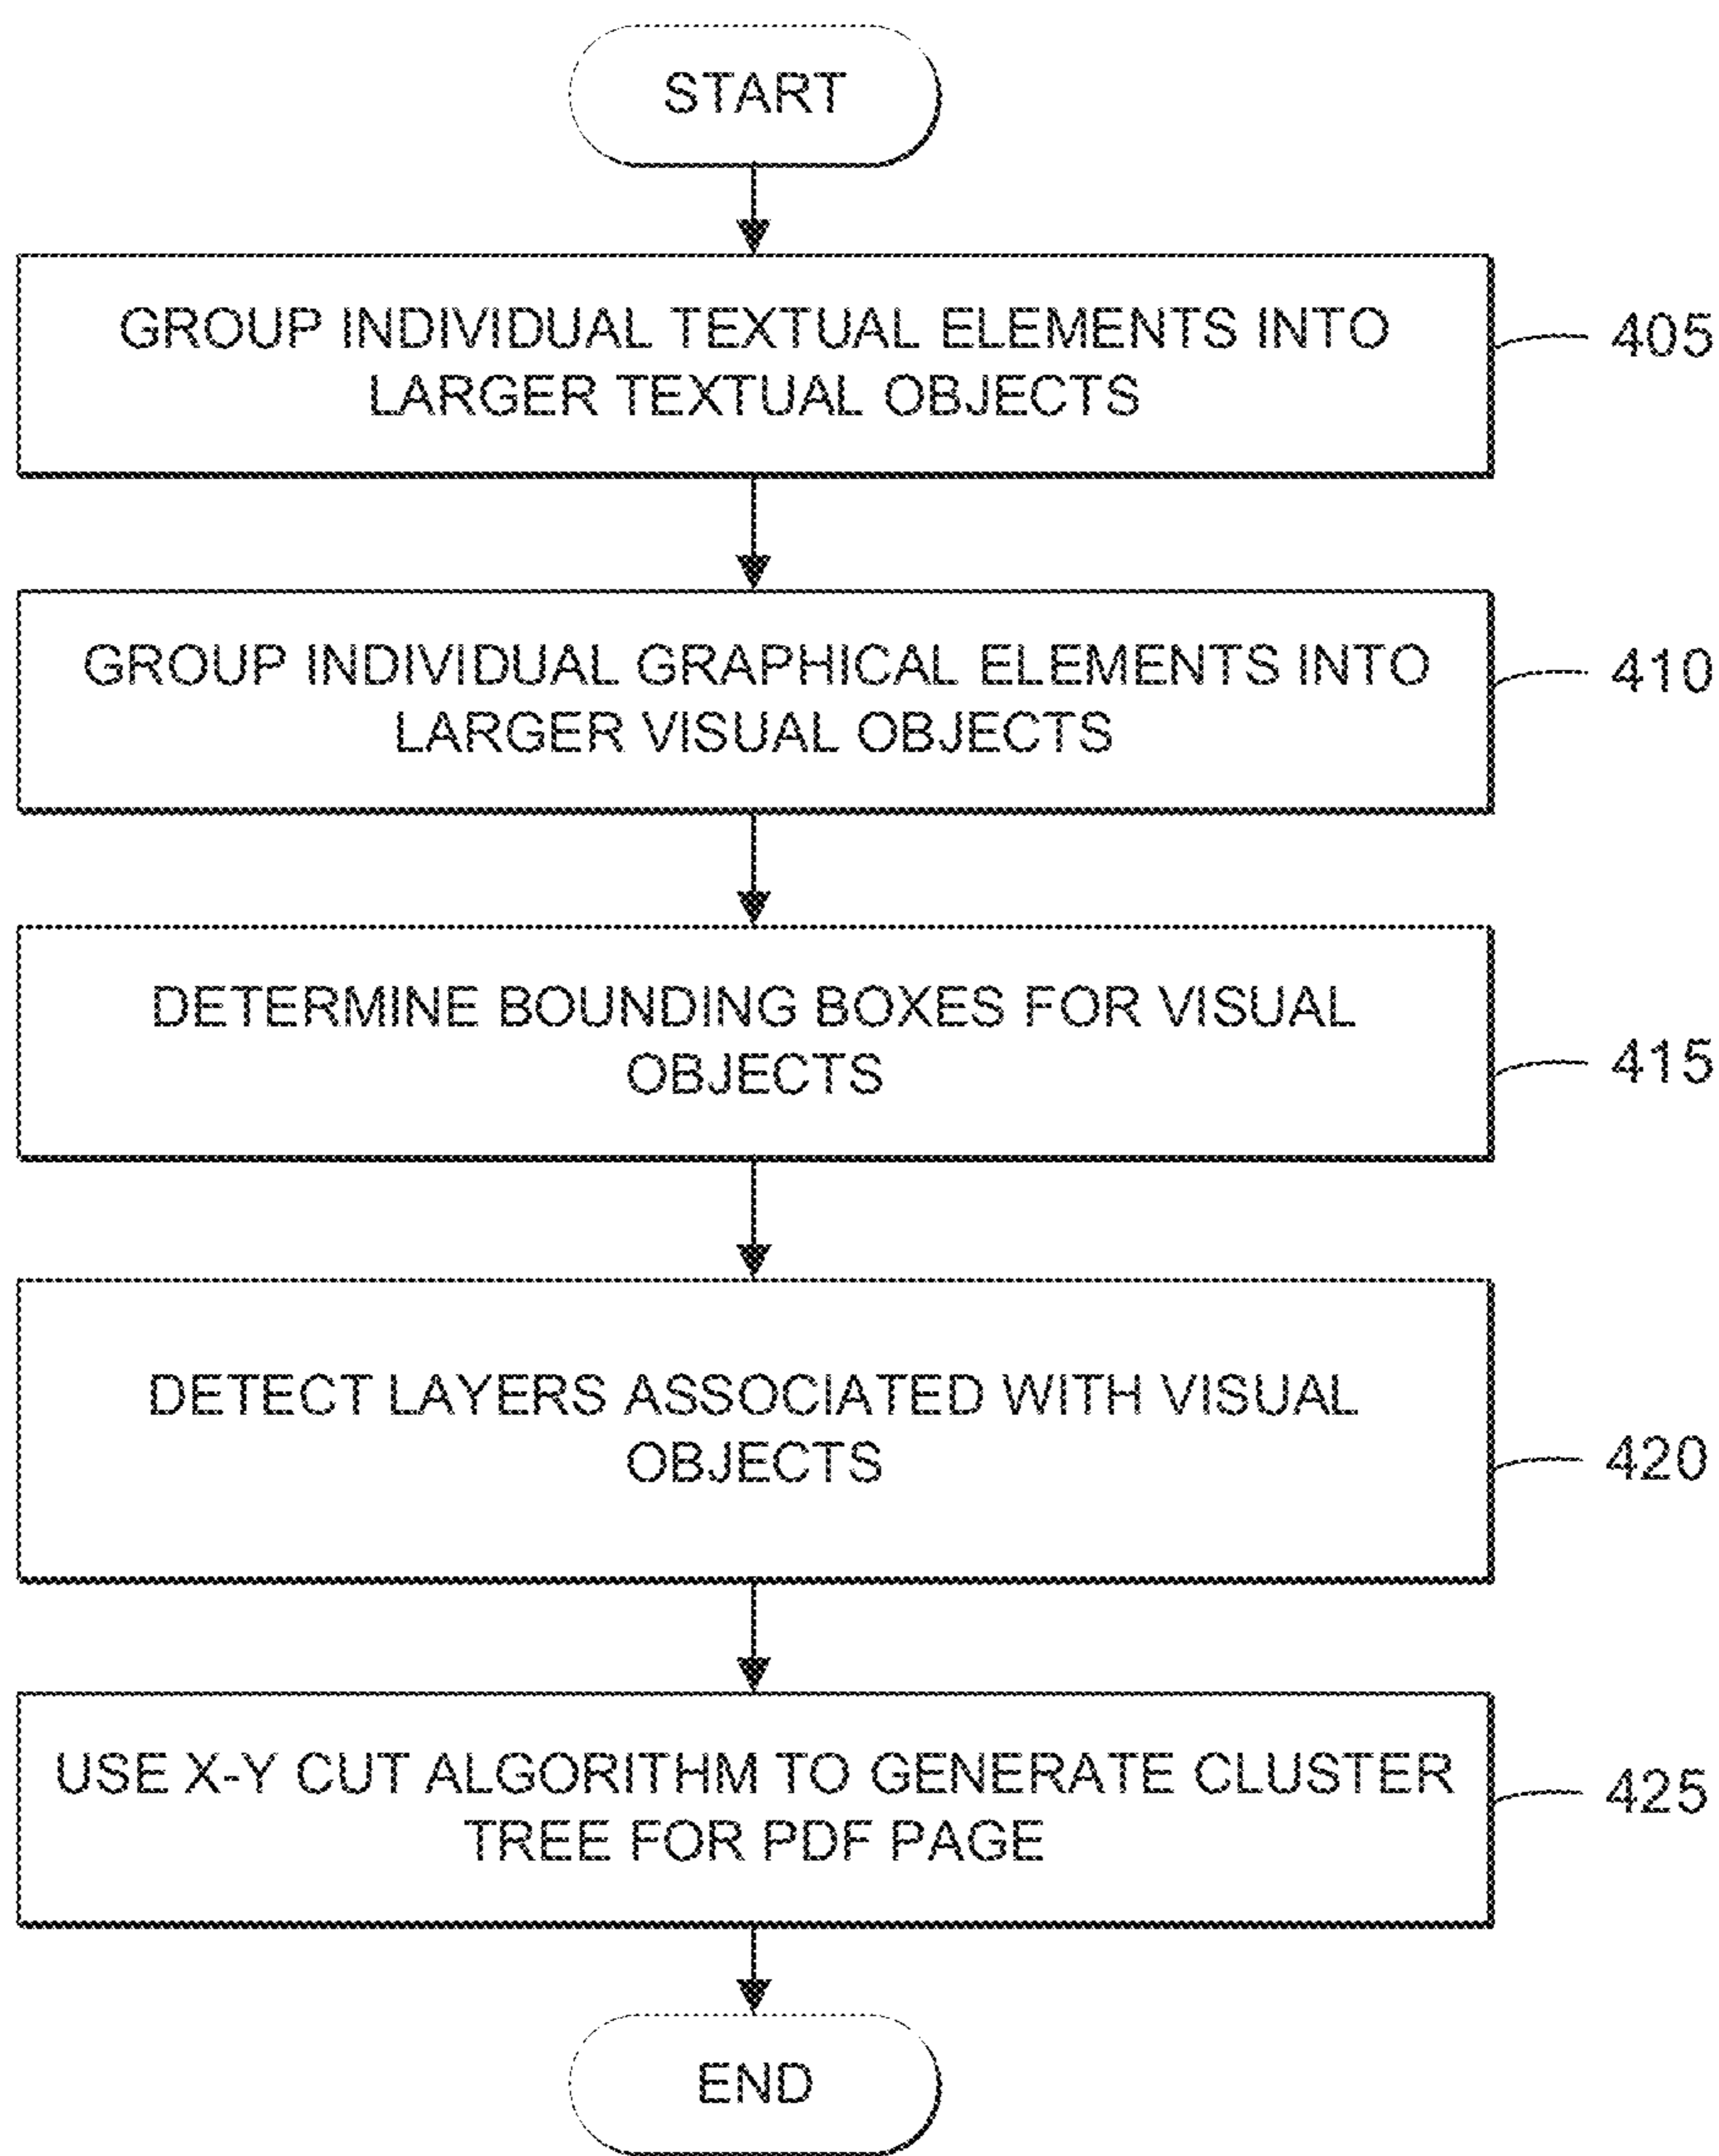 START
GROUP INDIVIDUAL TEXTUAL ELEMENTS INTO
LARGER TEXTUAL OBJECTS
405
GROUP INDIVIDUAL GRAPHICAL ELEMENTS INTO
LARGER VISUAL OBJECTS
410
DETERMINE BOUNDING BOXES FOR VISUAL
OBJECTS
415
DETECT LAYERS ASSOCIATED WITH VISUAL
OBJECTS
420
USE X-Y CUT ALGORITHM TO GENERATE CLUSTER
TREE FOR PDF PAGE
425
END